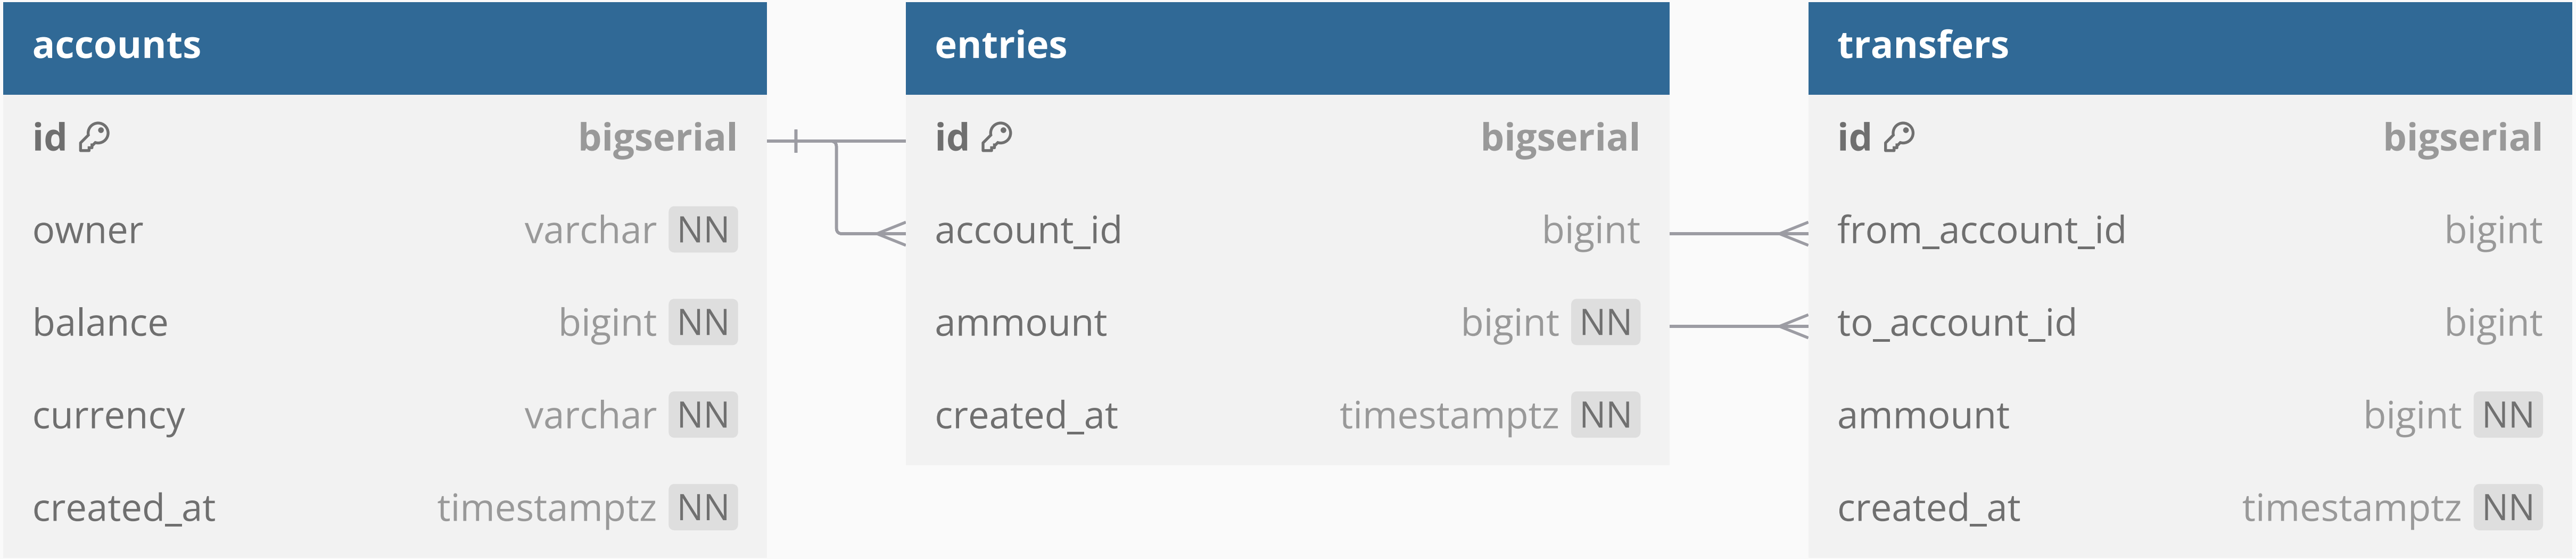 accounts
id bigserial
owner varchar NN
balance bigint NN
currency varchar NN
created_at timestamptz NN
entries
id bigserial
account_id bigint
ammount bigint NN
created_at timestamptz NN
transfers
id bigserial
from_account_id bigint
to_account_id bigint
ammount bigint NN
created_at timestamptz NN